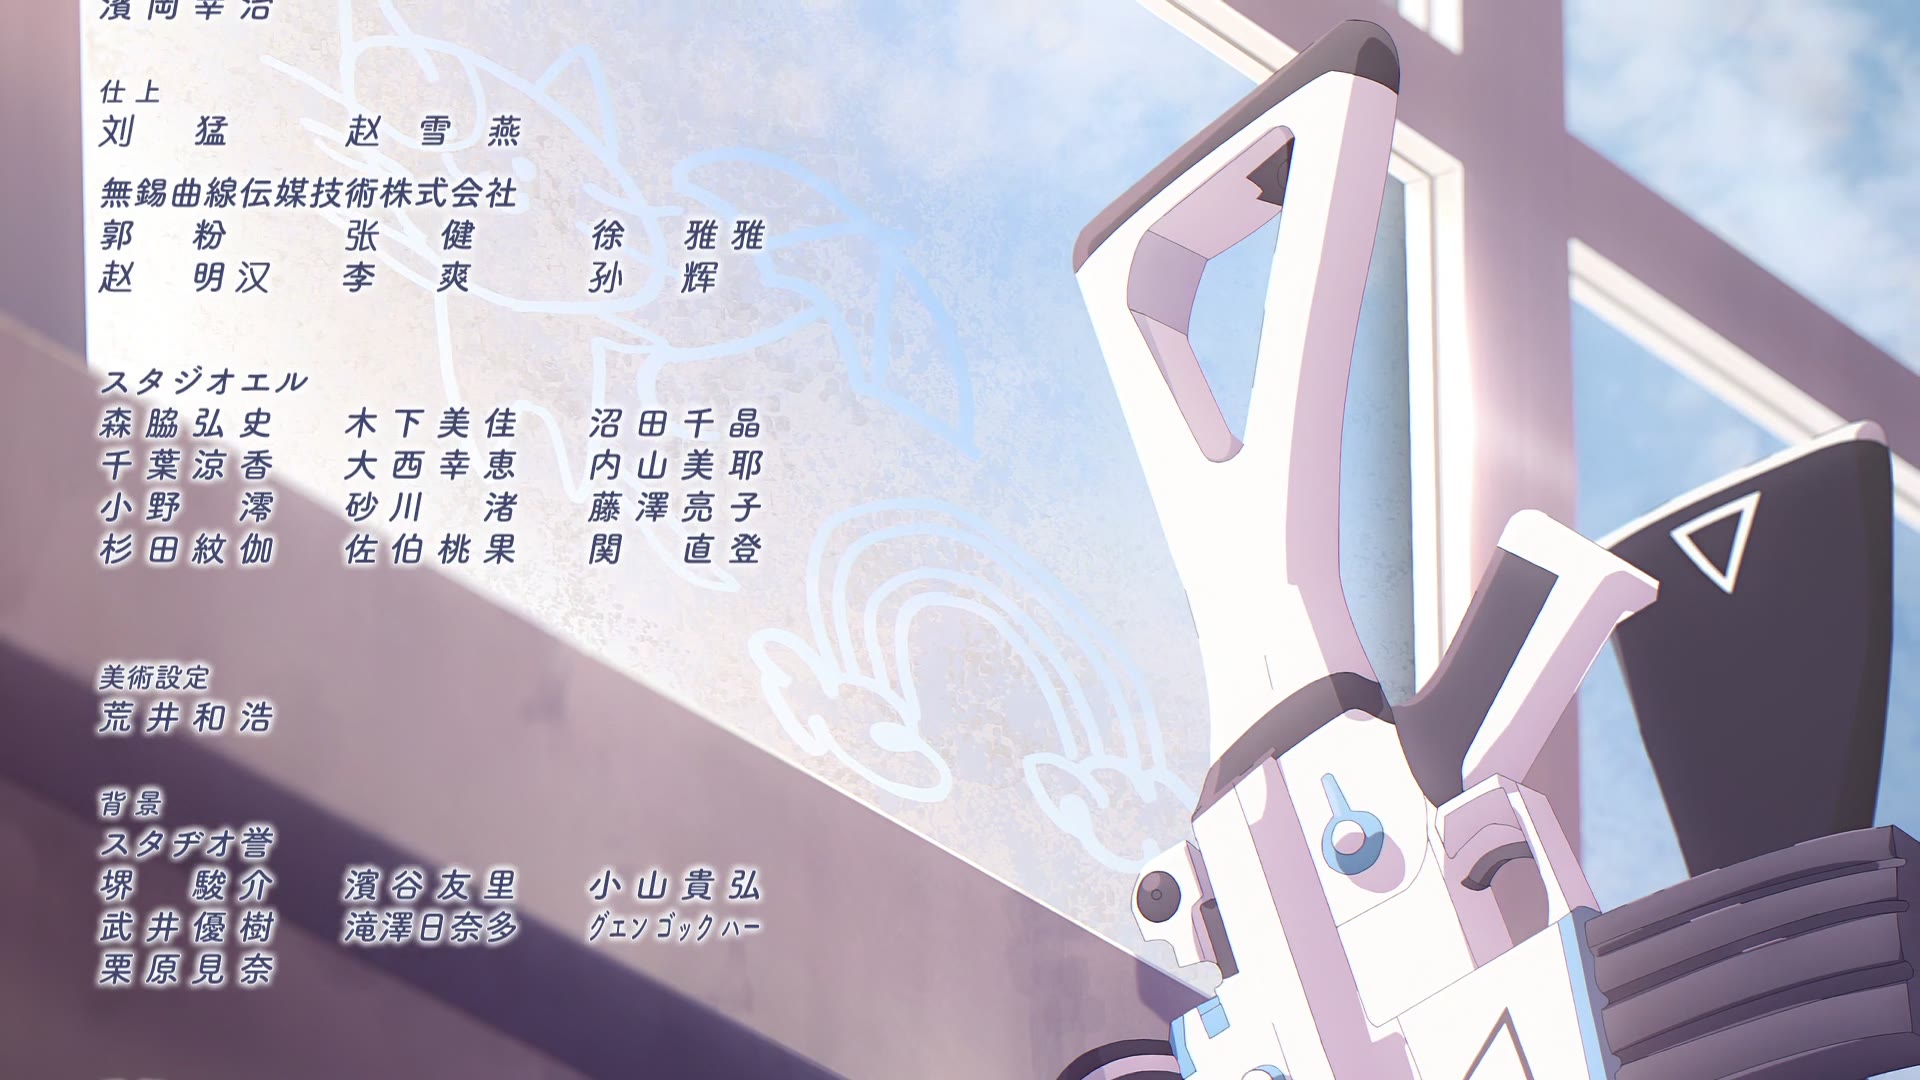 濱岡幸治
仕上
刘猛　赵雪燕
無錫曲線伝媒技術株式会社
郭粉　张健　徐雅雅
赵明汉　李爽　孙辉
スタジオエル
森脇弘史　木下美佳　沼田千晶
千葉涼香　大西幸恵　内山美耶
小野澪　砂川渚　藤澤亮子
杉田紋伽　佐伯桃果　関直登
美術設定
荒井和浩
背景
スタヂオ誉
堺駿介　濱谷友里　小山貴弘
武井優樹　滝澤日奈多　グエン ゴック ハー
栗原見奈